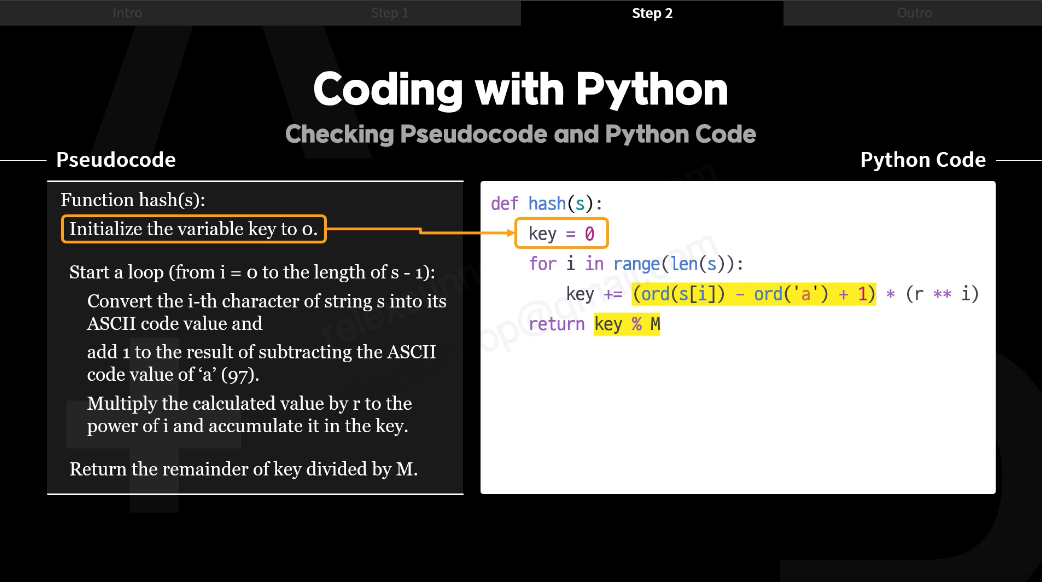 Intro
Step 1
Step 2
Outro
Coding with Python
Checking Pseudocode and Python Code
Pseudocode
Function hash(s):
Initialize the variable key to 0.
Start a loop (from i = 0 to the length of s - 1):
Convert the i-th character of string s into its
ASCII code value and
add 1 to the result of subtracting the ASCII
code value of ‘a’ (97).
Multiply the calculated value by r to the
power of i and accumulate it in the key.
Return the remainder of key divided by M.
Python Code
def hash(s):
key = 0
for i in range(len(s)):
key += (ord(s[i]) - ord('a') + 1) * (r ** i)
return key % M